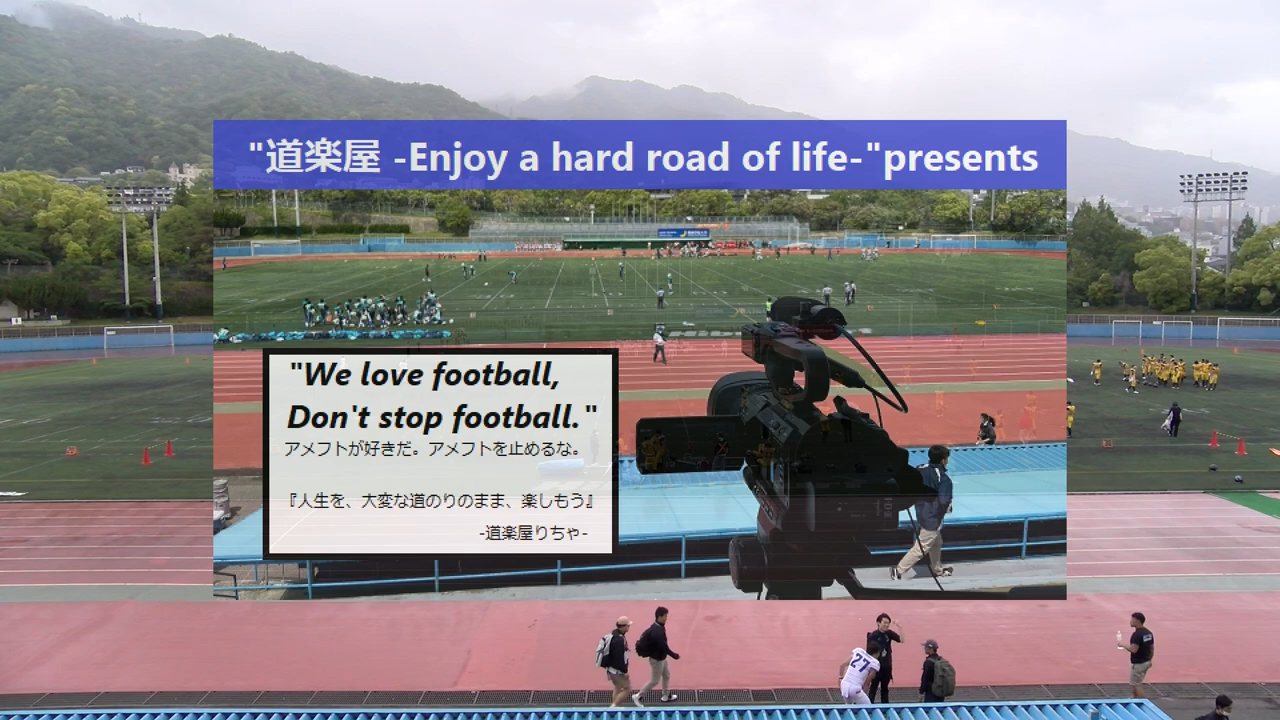 "道楽屋 -Enjoy a hard road of life-"presents
"We love football,
Don't stop football."
アメフトが好きだ。アメフトを止めるな。
『人生を、大変な道のりのまま、楽しもう』
-道楽屋りちゃ-
27